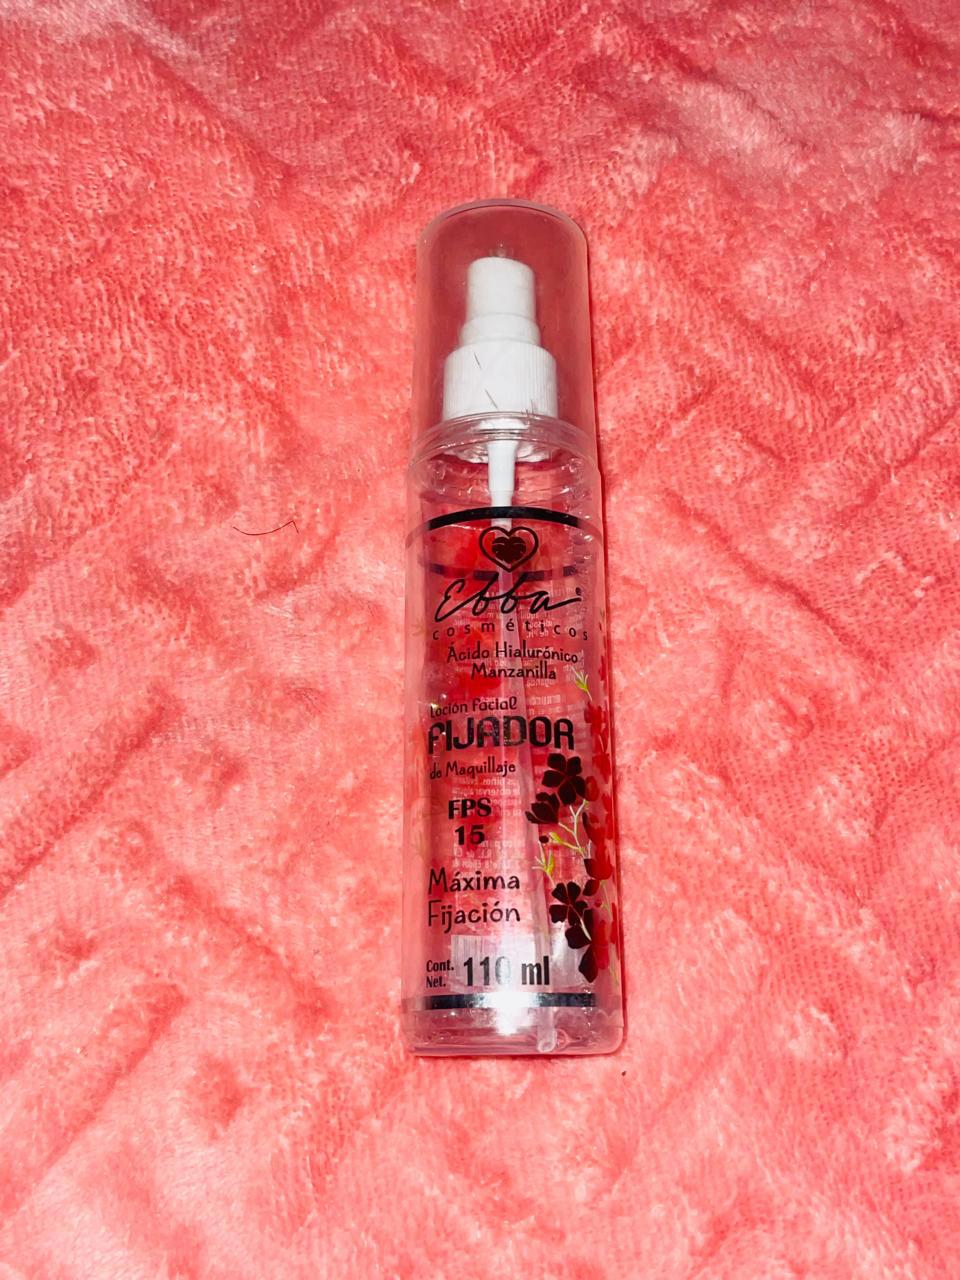 Ebba
cosméticos
Ácido Hialurónico
Manzanilla
Loción Facial
FIJADOR
de Maquillaje
FPS
15
Máxima
Fijación
Cont.
Net. 110 ml